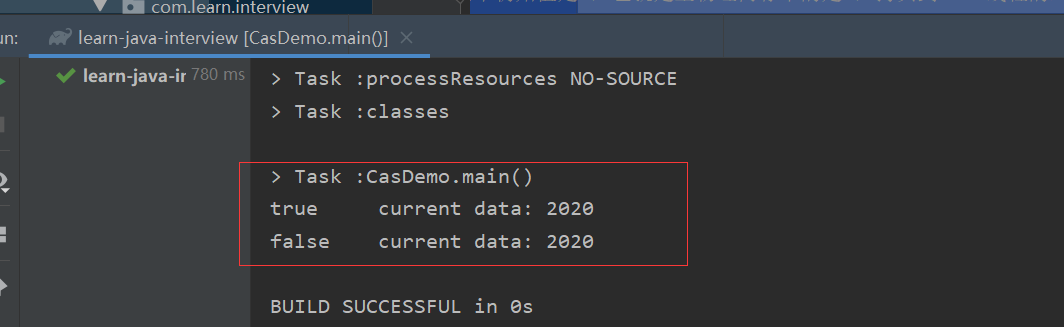 com.learn.interview
un:
learn-java-interview [CasDemo.main()]
learn-java-ir 780 ms
> Task :processResources NO-SOURCE
> Task :classes
> Task :CasDemo.main()
true current data: 2020
false current data: 2020
BUILD SUCCESSFUL in 0s